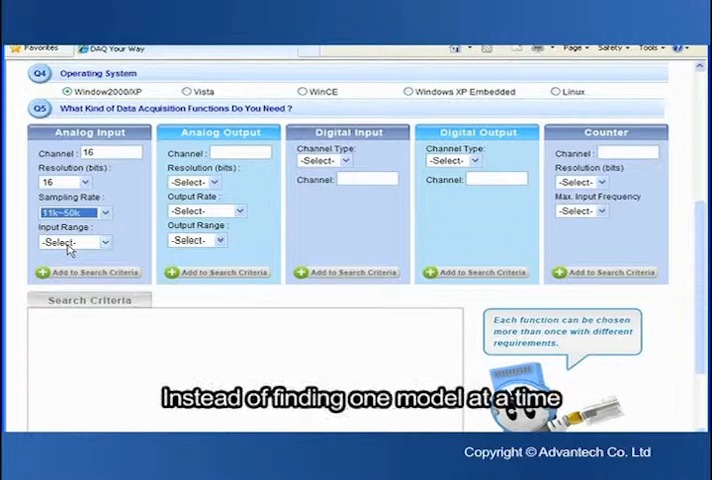 Favorites DAQ Your Way Page Safety Tools
Q4 Operating System
Window2000/XP Vista WinCE Windows XP Embedded Linux
Q5 What Kind of Data Acquisition Functions Do You Need ?
Analog Input Analog Output Digital Input Digital Output Counter
Channel : 16 Channel : Channel Type: Channel Type: Channel :
-Select- -Select-
Resolution (bits) Resolution (bits) Resolution (bits)
16 -Select- Channel: Channel: -Select-
Sampling Rate : Output Rate : Max. Input Frequency
11k~50k -Select- -Select-
Input Range : Output Range :
-Select- -Select-
Add to Search Criteria Add to Search Criteria Add to Search Criteria Add to Search Criteria Add to Search Criteria
Search Criteria
Each function can be chosen
more than once with different
requirements.
Instead of finding one model at a time
Copyright © Advantech Co. Ltd